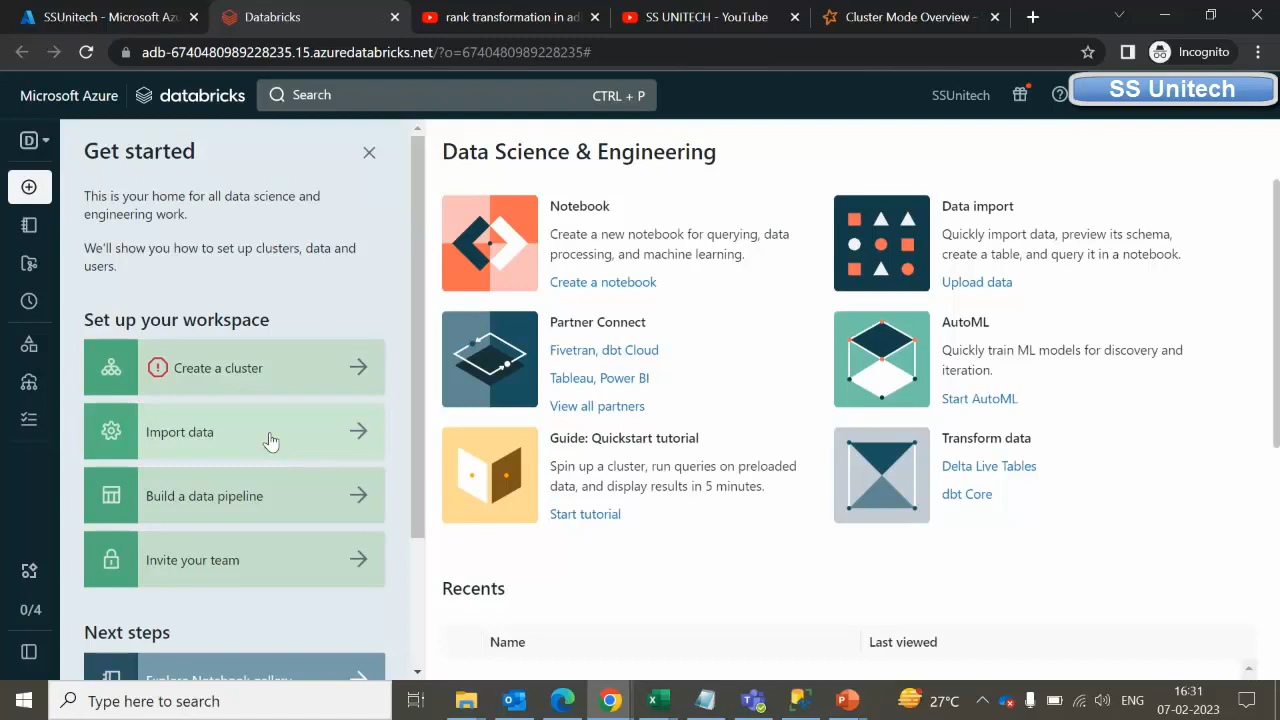 SSUnitech - Microsoft Azure
Databricks
rank transformation in ad
SS UNITECH - YouTube
Cluster Mode Overview -
adb-6740480989228235.15.azuredatabricks.net/?o=6740480989228235#
Incognito
Microsoft Azure
databricks
Search
CTRL + P
SSUnitech
SS Unitech
D
Get started
This is your home for all data science and
engineering work.
We'll show you how to set up clusters, data and
users.
Set up your workspace
Create a cluster
Import data
Build a data pipeline
Invite your team
Next steps
Explore Notebook gallery
0/4
Data Science & Engineering
Notebook
Create a new notebook for querying, data
processing, and machine learning.
Create a notebook
Data import
Quickly import data, preview its schema,
create a table, and query it in a notebook.
Upload data
Partner Connect
Fivetran, dbt Cloud
Tableau, Power BI
View all partners
AutoML
Quickly train ML models for discovery and
iteration.
Start AutoML
Guide: Quickstart tutorial
Spin up a cluster, run queries on preloaded
data, and display results in 5 minutes.
Start tutorial
Transform data
Delta Live Tables
dbt Core
Recents
Name
Last viewed
Type here to search
27°C
ENG
16:31
07-02-2023